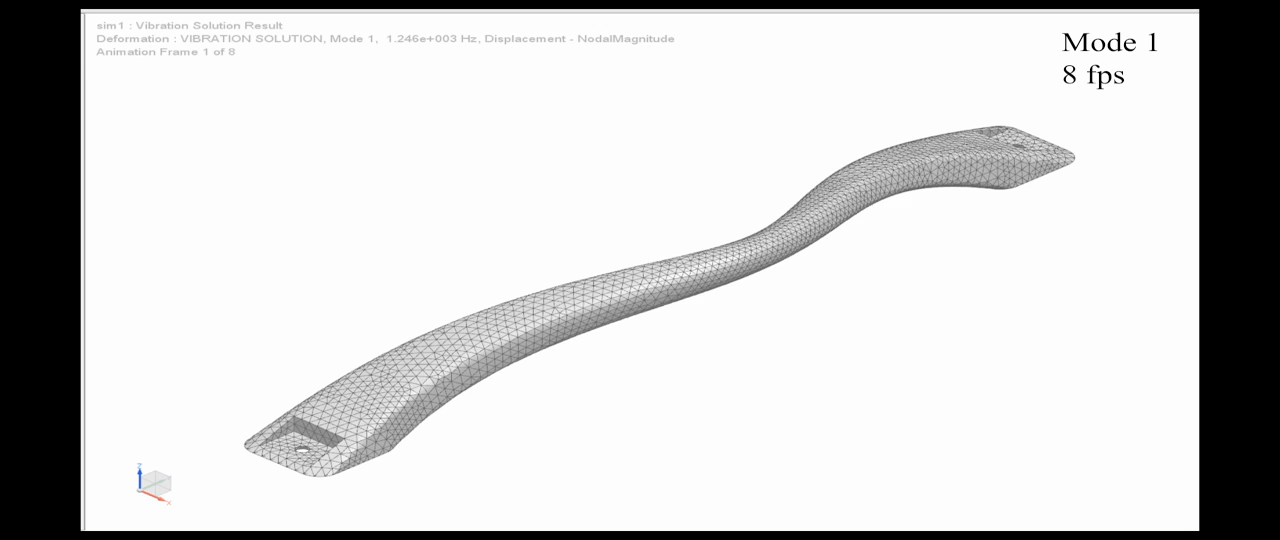 sim1 : Vibration Solution Result
Deformation : VIBRATION SOLUTION, Mode 1, 1.246e+003 Hz, Displacement - NodalMagnitude
Animation Frame 1 of 8
Mode 1
8 fps
Z
X